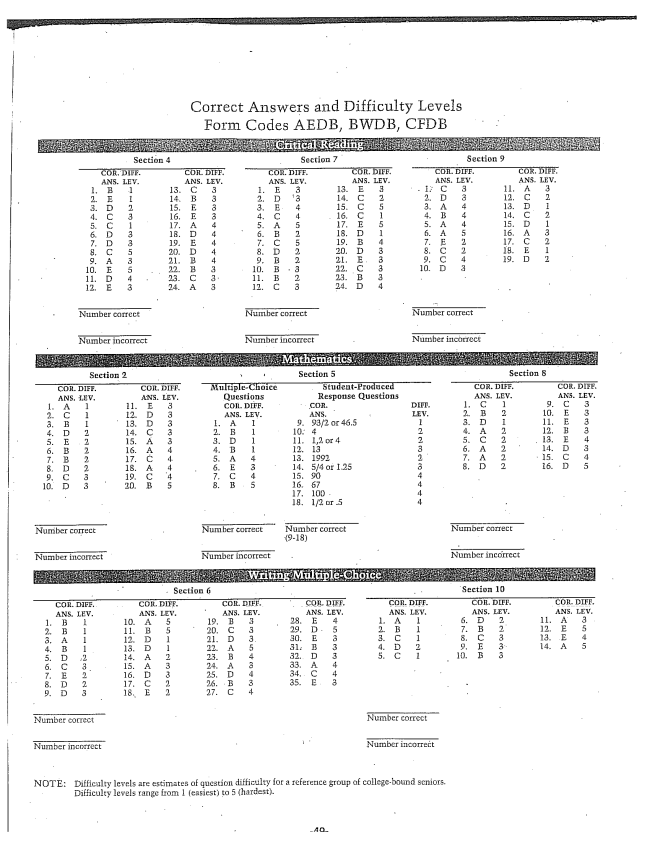 Correct Answers and Difficulty Levels
Form Codes AEDB, BWDB, CFDB
Critical Reading
Section 4
COR. DIFF.
ANS. LEV.
1. B 1
2. E 1
3. D 2
4. C 3
5. C 1
6. D 3
7. D 3
8. C 5
9. A 3
10. E 5
11. D 4
12. E 3
COR. DIFF.
ANS. LEV.
13. C 3
14. B 3
15. E 3
16. E 3
17. A 4
18. D 4
19. E 4
20. D 4
21. B 4
22. B 3
23. C 3
24. A 3
Number correct
Number incorrect
Section 7
COR. DIFF.
ANS. LEV.
1. E 3
2. D 3
3. E 4
4. C 4
5. A 5
6. B 2
7. C 5
8. D 2
9. B 2
10. B 3
11. B 2
12. C 3
COR. DIFF.
ANS. LEV.
13. E 3
14. C 2
15. C 5
16. C 1
17. E 5
18. D 1
19. B 4
20. D 3
21. E 3
22. C 3
23. B 3
24. D 4
Number correct
Number incorrect
Section 9
COR. DIFF.
ANS. LEV.
1. C 3
2. D 3
3. A 4
4. B 4
5. A 4
6. A 5
7. E 2
8. C 2
9. C 4
10. D 3
COR. DIFF.
ANS. LEV.
11. A 3
12. C 2
13. D 1
14. C 2
15. D 1
16. A 3
17. C 2
18. E 1
19. D 2
Number correct
Number incorrect
Mathematics
Section 2
COR. DIFF.
ANS. LEV.
1. A 1
2. C 1
3. B 1
4. D 2
5. E 2
6. B 2
7. B 2
8. D 2
9. C 3
10. D 3
COR. DIFF.
ANS. LEV.
11. E 3
12. D 3
13. D 3
14. C 3
15. A 3
16. A 4
17. C 4
18. A 4
19. C 4
20. B 5
Number correct
Number incorrect
Section 5
Multiple-Choice
Questions
COR. DIFF.
ANS. LEV.
1. A 1
2. B 1
3. D 1
4. B 1
5. A 4
6. E 3
7. C 4
8. B 5
Number correct
Number incorrect
Student-Produced
Response Questions
COR. DIFF.
ANS. LEV.
9. 93/2 or 46.5 1
10. 4 2
11. 1,2 or 4 2
12. 13 3
13. 1992 2
14. 5/4 or 1.25 3
15. 90 4
16. 67 4
17. 100 4
18. 1/2 or .5 4
Number correct
(9-18)
Section 8
COR. DIFF.
ANS. LEV.
1. C 1
2. B 2
3. D 1
4. A 2
5. C 2
6. A 2
7. A 2
8. D 2
COR. DIFF.
ANS. LEV.
9. C 3
10. E 3
11. E 3
12. B 3
13. E 4
14. D 3
15. C 4
16. D 5
Number correct
Number incorrect
Writing Multiple-Choice
Section 6
COR. DIFF.
ANS. LEV.
1. B 1
2. B 1
3. A 1
4. B 1
5. D 2
6. C 3
7. E 2
8. D 2
9. D 3
COR. DIFF.
ANS. LEV.
10. A 5
11. B 5
12. D 1
13. D 1
14. A 2
15. A 3
16. D 3
17. C 2
18. E 2
COR. DIFF.
ANS. LEV.
19. B 3
20. C 3
21. D 3
22. A 5
23. B 4
24. A 3
25. D 4
26. B 3
27. C 4
COR. DIFF.
ANS. LEV.
28. E 4
29. D 5
30. E 3
31. B 3
32. D 3
33. A 4
34. C 4
35. E 3
Number correct
Number incorrect
Section 10
COR. DIFF.
ANS. LEV.
1. A 1
2. B 1
3. C 1
4. D 2
5. C 1
COR. DIFF.
ANS. LEV.
6. D 2
7. B 2
8. C 3
9. E 3
10. B 3
COR. DIFF.
ANS. LEV.
11. A 3
12. E 5
13. E 4
14. A 5
Number correct
Number incorrect
NOTE: Difficulty levels are estimates of question difficulty for a reference group of college-bound seniors.
Difficulty levels range from 1 (easiest) to 5 (hardest).
-49-